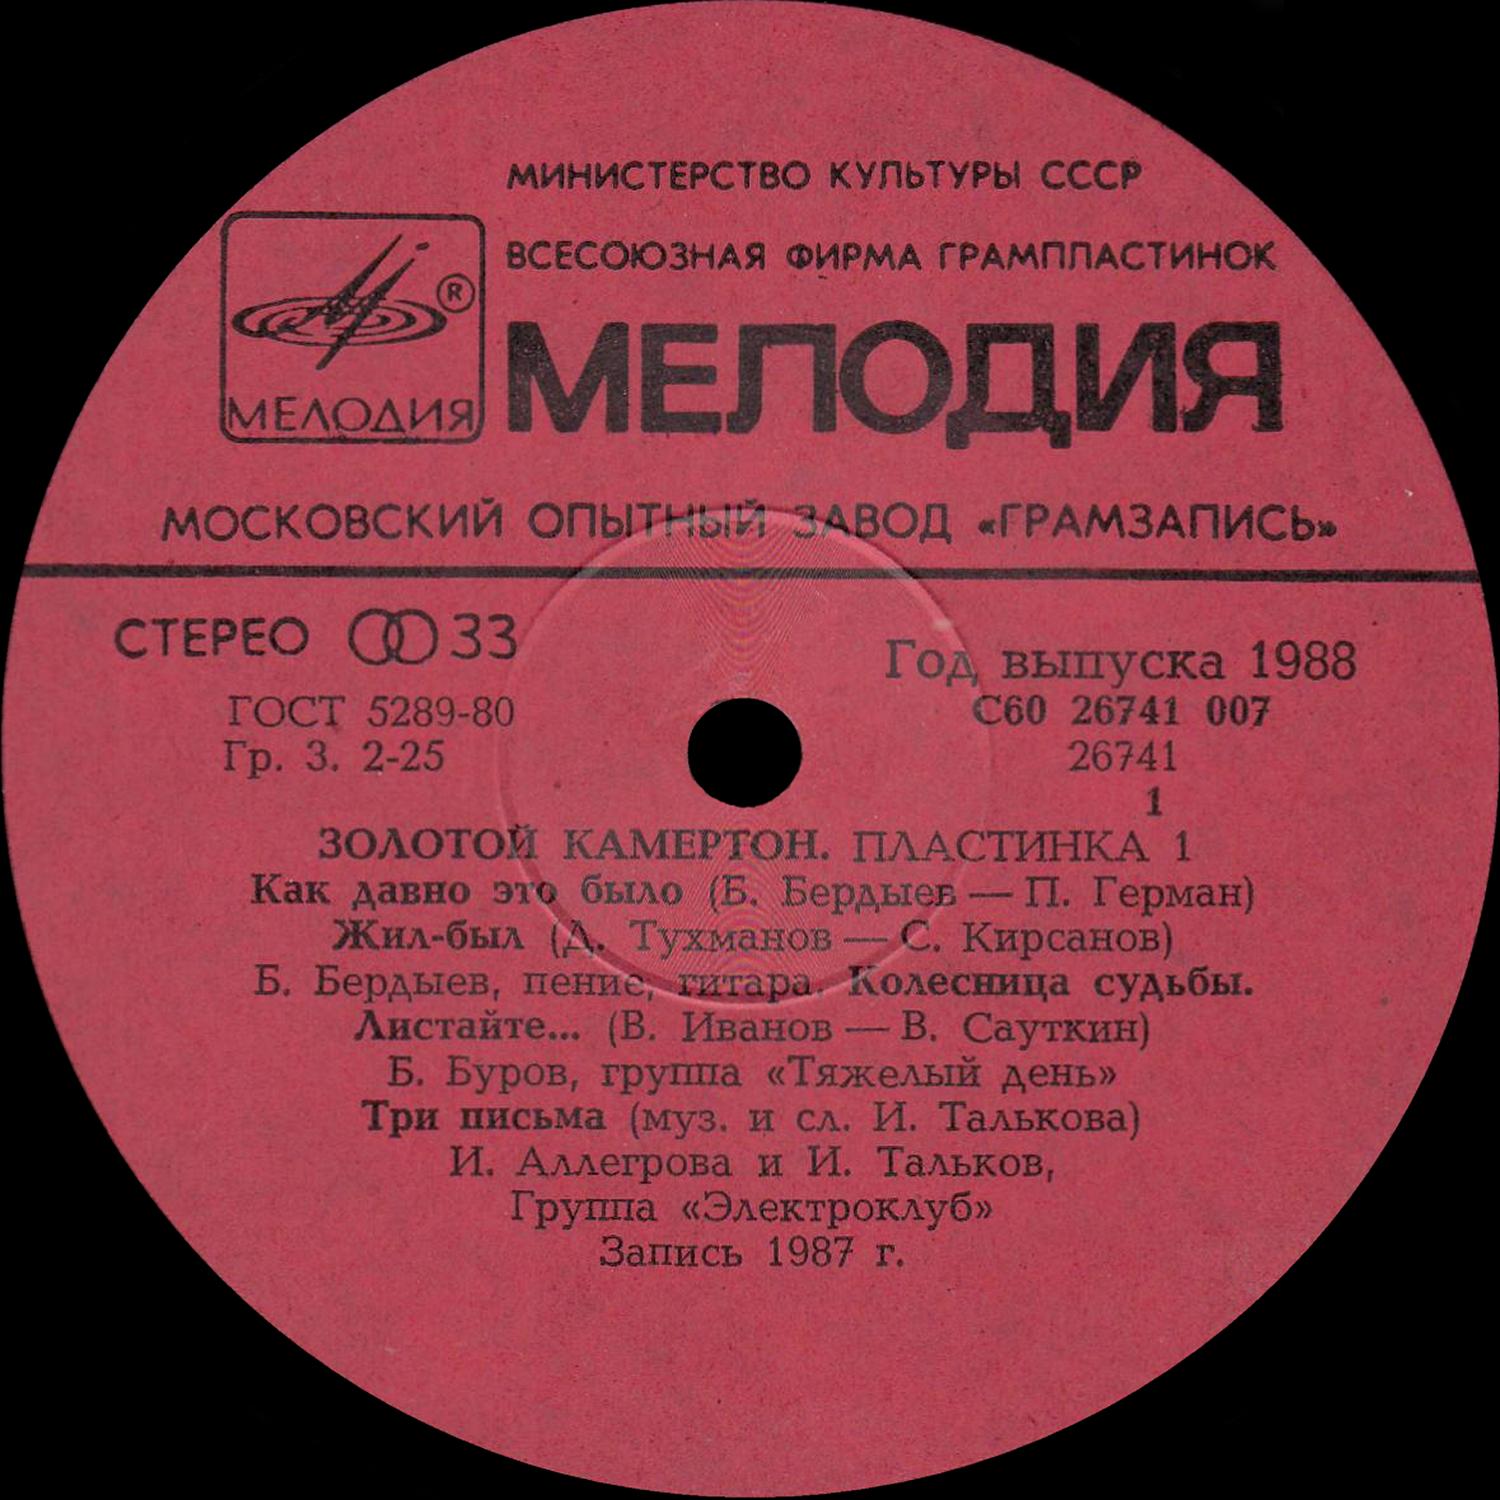 МИНИСТЕРСТВО КУЛЬТУРЫ СССР
ВСЕСОЮЗНАЯ ФИРМА ГРАМПЛАСТИНОК
МЕЛОДИЯ ® МЕЛОДИЯ
МОСКОВСКИЙ ОПЫТНЫЙ ЗАВОД «ГРАМЗАПИСЬ»
СТЕРЕО 33
Год выпуска 1988
ГОСТ 5289-80
С60 26741 007
Гр. 3. 2-25
26741
1
ЗОЛОТОЙ КАМЕРТОН. ПЛАСТИНКА 1
Как давно это было (Б. Бердыев — П. Герман)
Жил-был (Д. Тухманов — С. Кирсанов)
Б. Бердыев, пение, гитара. Колесница судьбы.
Листайте... (В. Иванов — В. Сауткин)
Б. Буров, группа «Тяжелый день»
Три письма (муз. и сл. И. Талькова)
И. Аллегрова и И. Тальков,
Группа «Электроклуб»
Запись 1987 г.